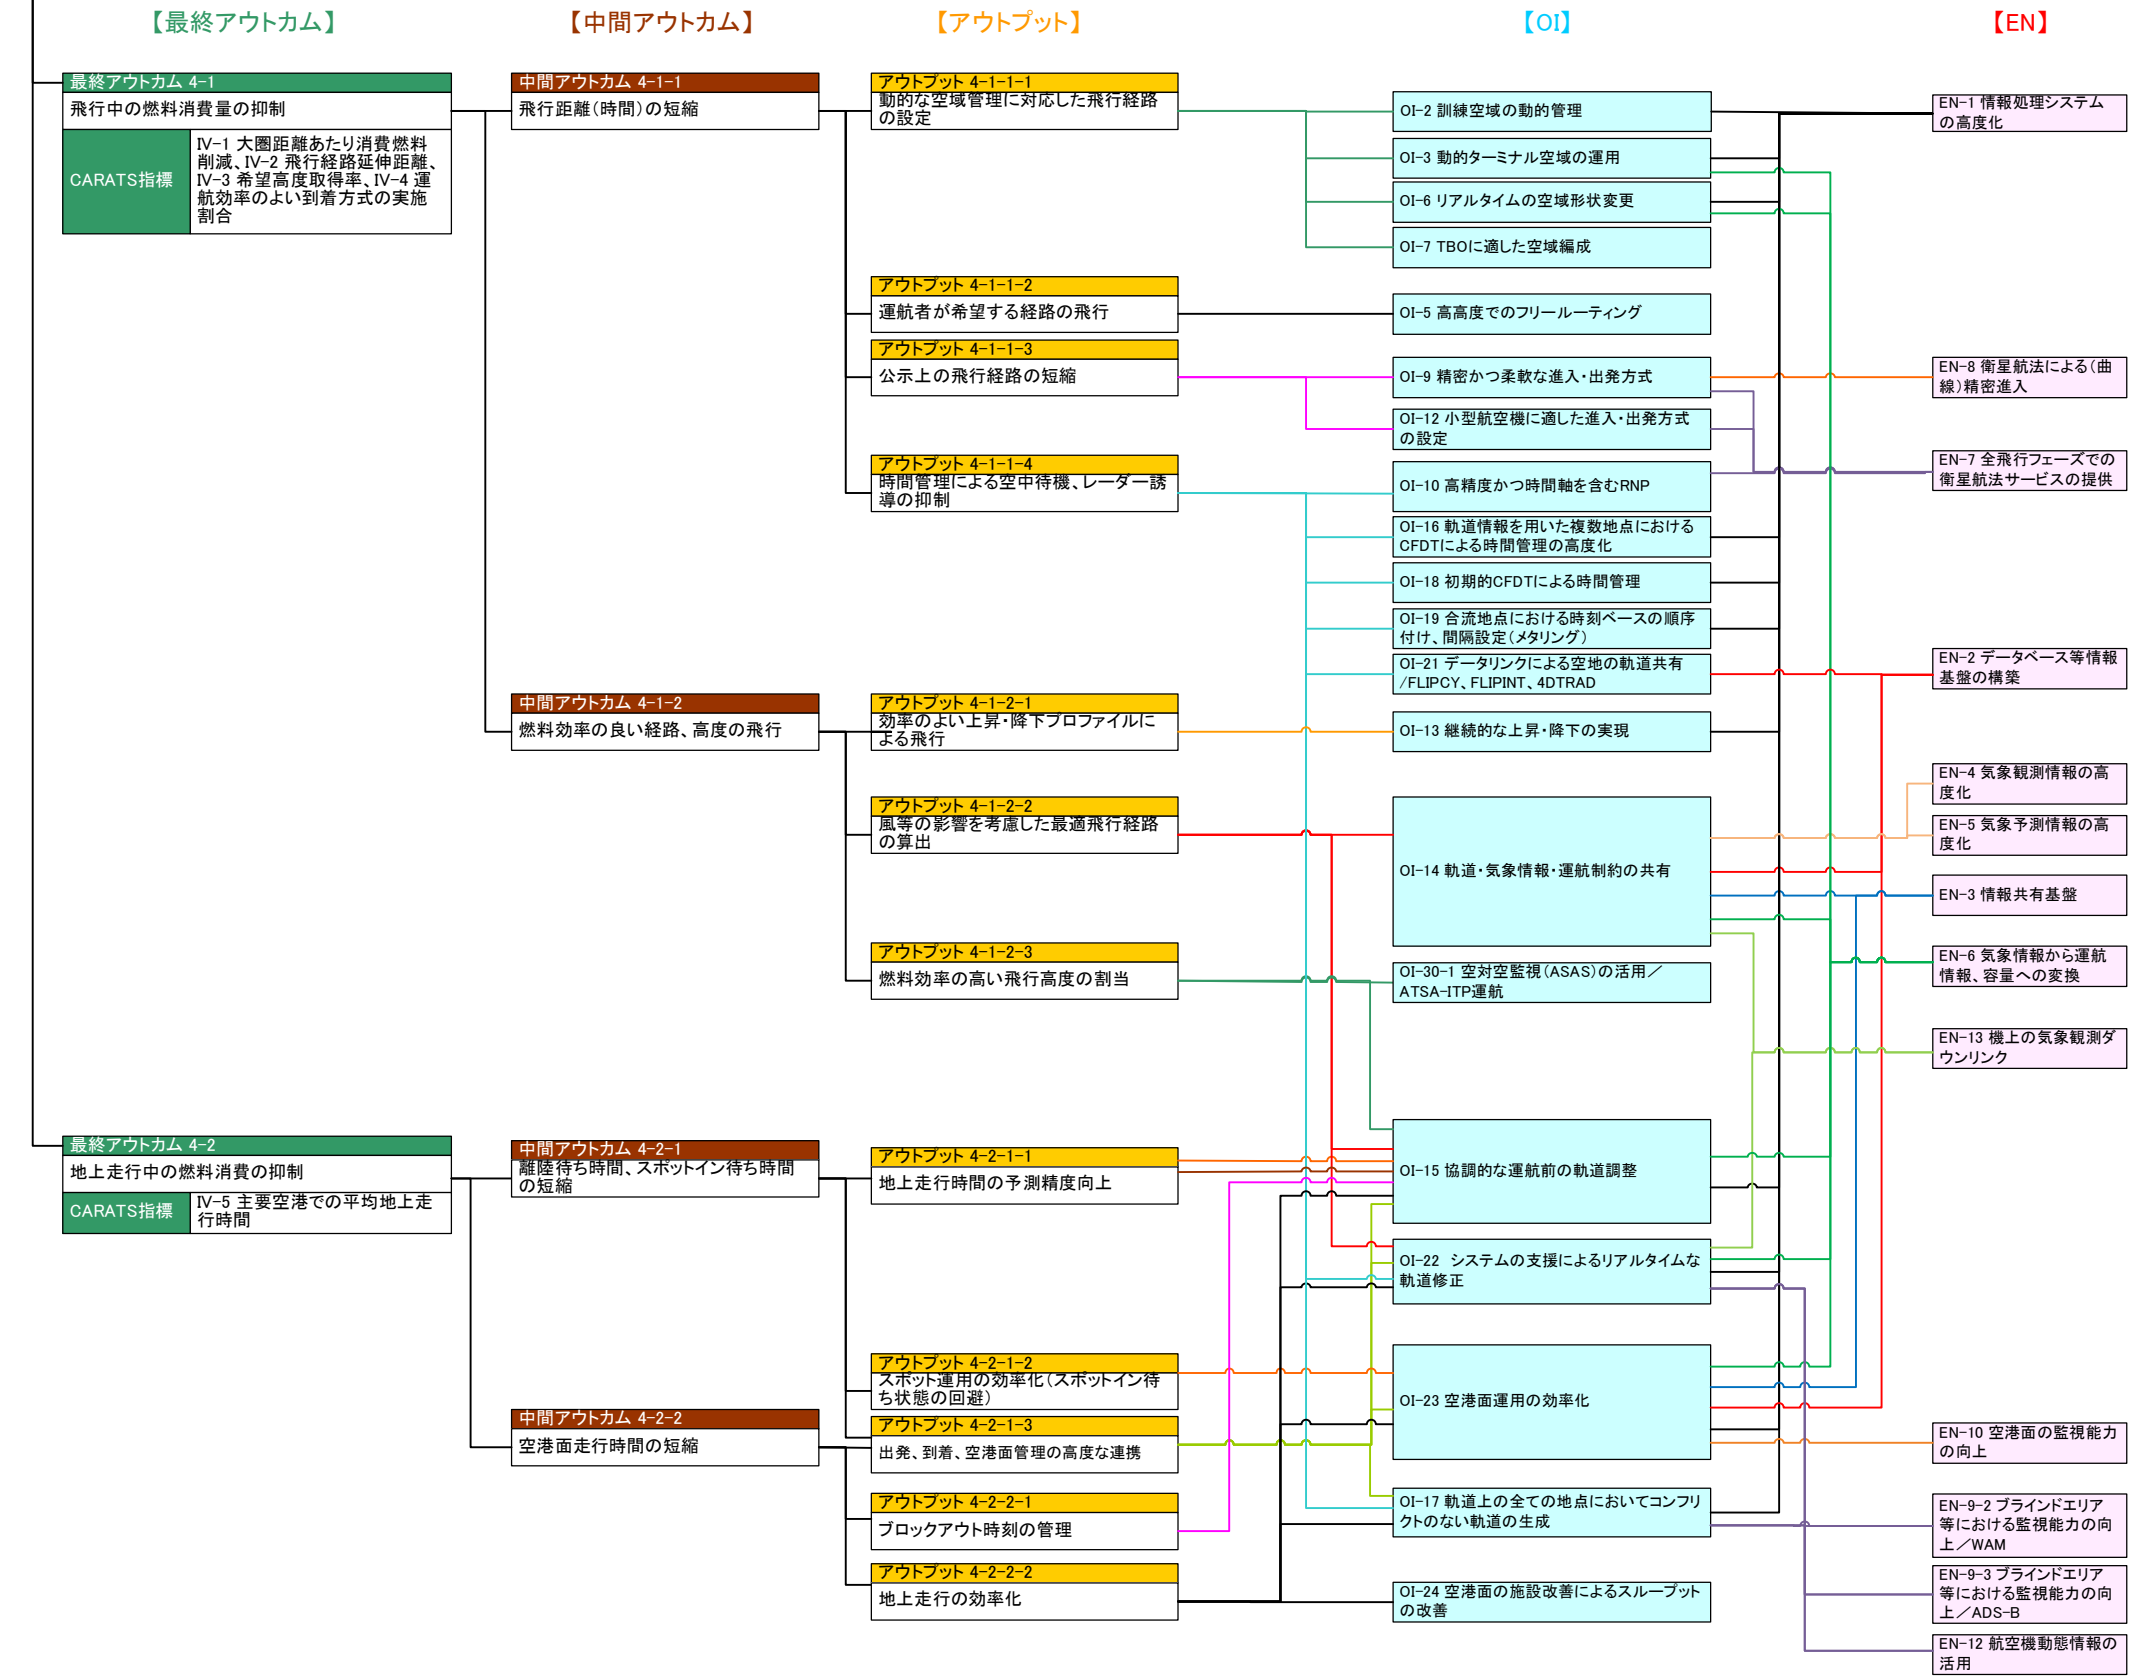 【最終アウトカム】
【中間アウトカム】
【アウトプット】
【OI】
【EN】
最終アウトカム 4-1
飛行中の燃料消費量の抑制
CARATS指標
Ⅳ-1 大圏距離あたり消費燃料
削減、Ⅳ-2 飛行経路延伸距離、
Ⅳ-3 希望高度取得率、Ⅳ-4 運
航効率のよい到着方式の実施
割合
最終アウトカム 4-2
地上走行中の燃料消費の抑制
CARATS指標
Ⅳ-5 主要空港での平均地上走
行時間
中間アウトカム 4-1-1
飛行距離(時間)の短縮
中間アウトカム 4-1-2
燃料効率の良い経路、高度の飛行
中間アウトカム 4-2-1
離陸待ち時間、スポットイン待ち時間
の短縮
中間アウトカム 4-2-2
空港面走行時間の短縮
アウトプット 4-1-1-1
動的な空域管理に対応した飛行経路
の設定
アウトプット 4-1-1-2
運航者が希望する経路の飛行
アウトプット 4-1-1-3
公示上の飛行経路の短縮
アウトプット 4-1-1-4
時間管理による空中待機、レーダー誘
導の抑制
アウトプット 4-1-2-1
効率のよい上昇・降下プロファイルに
よる飛行
アウトプット 4-1-2-2
風等の影響を考慮した最適飛行経路
の算出
アウトプット 4-1-2-3
燃料効率の高い飛行高度の割当
アウトプット 4-2-1-1
地上走行時間の予測精度向上
アウトプット 4-2-1-2
スポット運用の効率化(スポットイン待
ち状態の回避)
アウトプット 4-2-1-3
出発、到着、空港面管理の高度な連携
アウトプット 4-2-2-1
ブロックアウト時刻の管理
アウトプット 4-2-2-2
地上走行の効率化
OI-2 訓練空域の動的管理
OI-3 動的ターミナル空域の運用
OI-6 リアルタイムの空域形状変更
OI-7 TBOに適した空域編成
OI-5 高高度でのフリールーティング
OI-9 精密かつ柔軟な進入・出発方式
OI-12 小型航空機に適した進入・出発方式
の設定
OI-10 高精度かつ時間軸を含むRNP
OI-16 軌道情報を用いた複数地点における
CFDTによる時間管理の高度化
OI-18 初期的CFDTによる時間管理
OI-19 合流地点における時刻ベースの順序
付け、間隔設定(メタリング)
OI-21 データリンクによる空地の軌道共有
/FLIPCY、FLIPINT、4DTRAD
OI-13 継続的な上昇・降下の実現
OI-14 軌道・気象情報・運航制約の共有
OI-30-1 空対空監視(ASAS)の活用／
ATSA-ITP運航
OI-15 協調的な運航前の軌道調整
OI-22 システムの支援によるリアルタイムな
軌道修正
OI-23 空港面運用の効率化
OI-17 軌道上の全ての地点においてコンフリ
クトのない軌道の生成
OI-24 空港面の施設改善によるスループット
の改善
EN-1 情報処理システム
の高度化
EN-8 衛星航法による(曲
線)精密進入
EN-7 全飛行フェーズでの
衛星航法サービスの提供
EN-2 データベース等情報
基盤の構築
EN-4 気象観測情報の高
度化
EN-5 気象予測情報の高
度化
EN-3 情報共有基盤
EN-6 気象情報から運航
情報、容量への変換
EN-13 機上の気象観測ダ
ウンリンク
EN-10 空港面の監視能力
の向上
EN-9-2 ブラインドエリア
等における監視能力の向
上／WAM
EN-9-3 ブラインドエリア
等における監視能力の向
上／ADS-B
EN-12 航空機動態情報の
活用